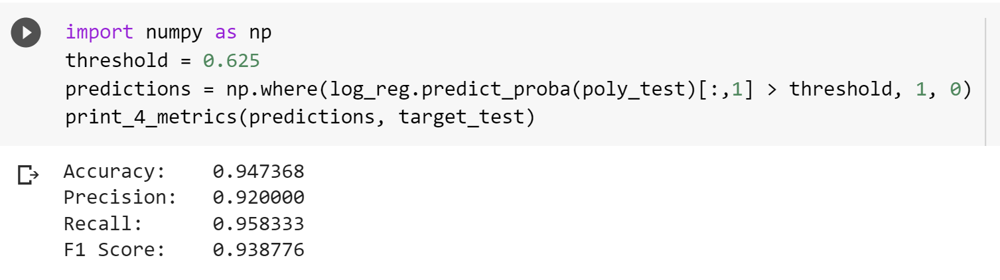 import numpy as np
threshold = 0.625
predictions = np.where(log_reg.predict_proba(poly_test)[:,1] > threshold, 1, 0)
print_4_metrics(predictions, target_test)
Accuracy: 0.947368
Precision: 0.920000
Recall: 0.958333
F1 Score: 0.938776